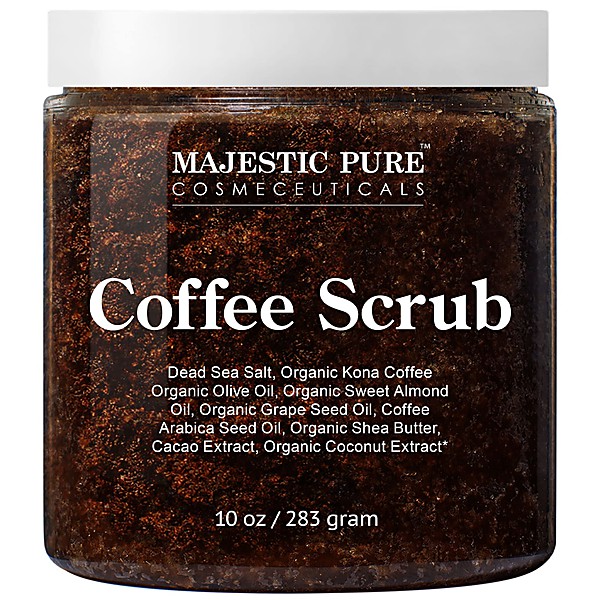 MAJESTIC PURE™
COSMECEUTICALS
Coffee Scrub
Dead Sea Salt, Organic Kona Coffee
Organic Olive Oil, Organic Sweet Almond
Oil, Organic Grape Seed Oil, Coffee
Arabica Seed Oil, Organic Shea Butter,
Cacao Extract, Organic Coconut Extract*
10 oz / 283 gram